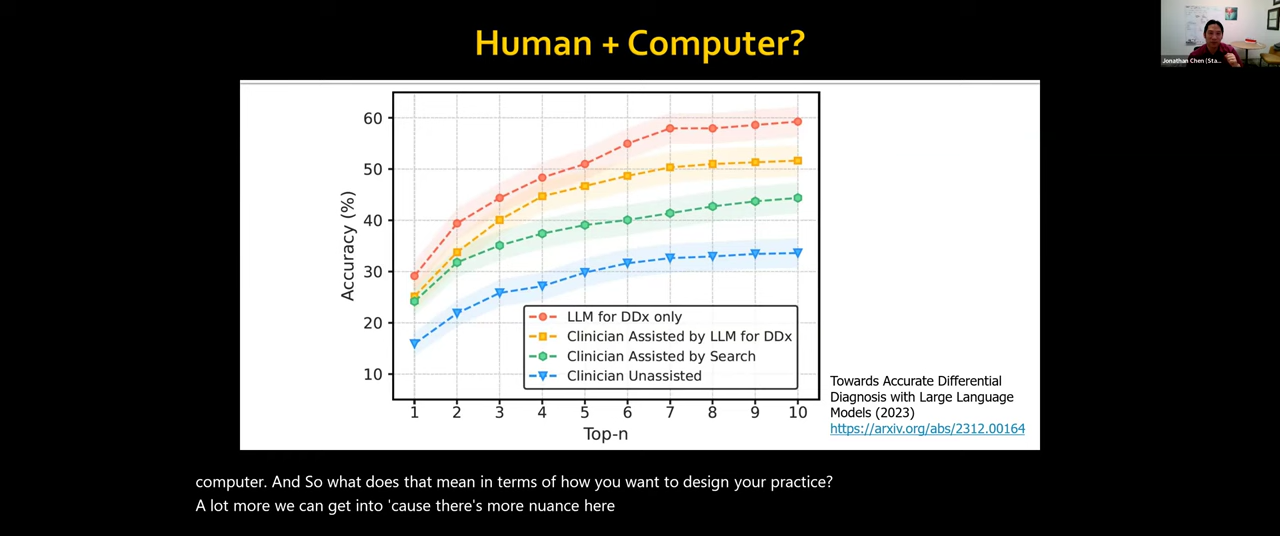 Human + Computer?
Jonathan Chen (Sta...
Accuracy (%)
60
50
40
30
20
10
LLM for DDx only
Clinician Assisted by LLM for DDx
Clinician Assisted by Search
Clinician Unassisted
1 2 3 4 5 6 7 8 9 10
Top-n
Towards Accurate Differential
Diagnosis with Large Language
Models (2023)
https://arxiv.org/abs/2312.00164
computer. And So what does that mean in terms of how you want to design your practice?
A lot more we can get into 'cause there's more nuance here